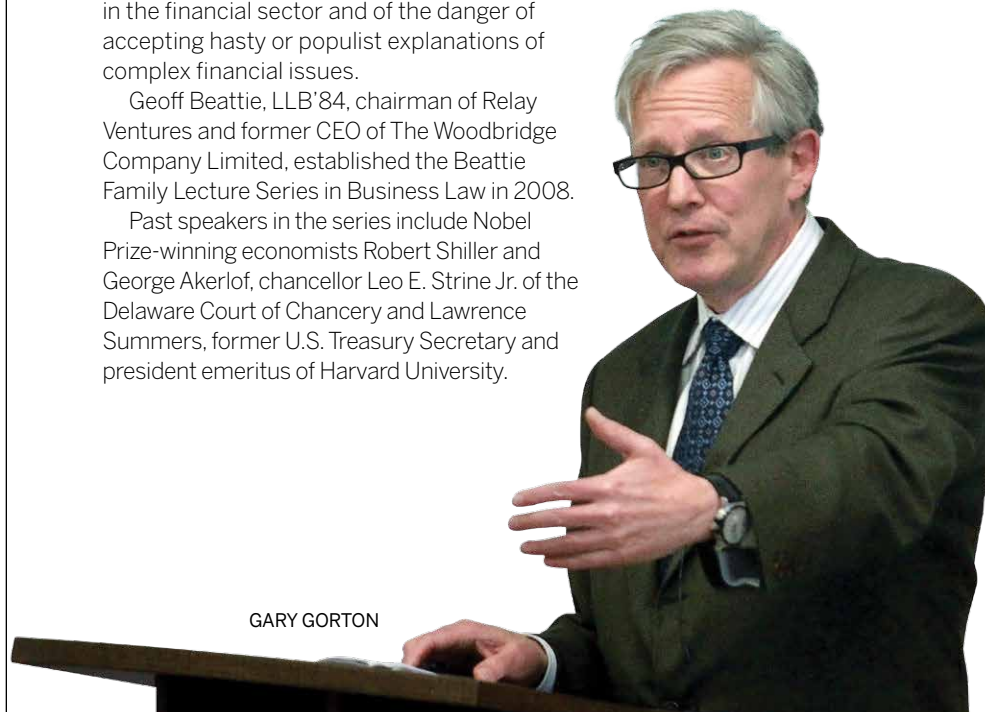 in the financial sector and of the danger of
accepting hasty or populist explanations of
complex financial issues.
Geoff Beattie, LLB’84, chairman of Relay
Ventures and former CEO of The Woodbridge
Company Limited, established the Beattie
Family Lecture Series in Business Law in 2008.
Past speakers in the series include Nobel
Prize-winning economists Robert Shiller and
George Akerlof, chancellor Leo E. Strine Jr. of the
Delaware Court of Chancery and Lawrence
Summers, former U.S. Treasury Secretary and
president emeritus of Harvard University.
GARY GORTON